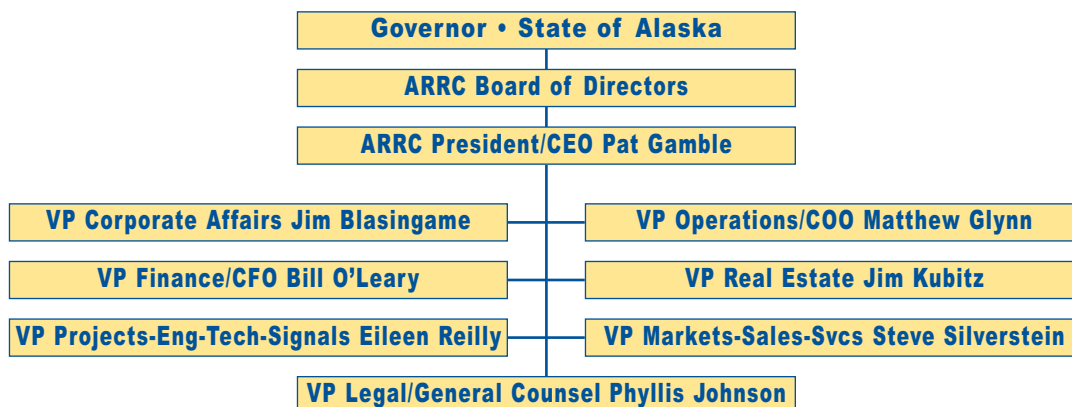 Governor • State of Alaska
ARRC Board of Directors
ARRC President/CEO Pat Gamble
VP Corporate Affairs Jim Blasingame
VP Operations/COO Matthew Glynn
VP Finance/CFO Bill O’Leary
VP Real Estate Jim Kubitz
VP Projects-Eng-Tech-Signals Eileen Reilly
VP Markets-Sales-Svcs Steve Silverstein
VP Legal/General Counsel Phyllis Johnson